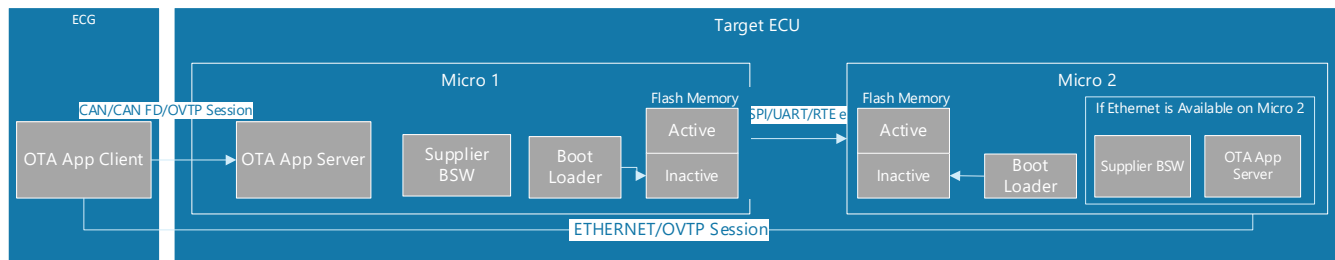 ECG
Target ECU
Micro 1
Micro 2
CAN/CAN FD/OVTP Session
Flash Memory
SPI/UART/RTE e
Flash Memory
If Ethernet is Available on Micro 2
OTA App Client
OTA App Server
Supplier
BSW
Boot
Loader
Active
Inactive
Active
Inactive
Boot
Loader
Supplier BSW
OTA App
Server
ETHERNET/OVTP Session